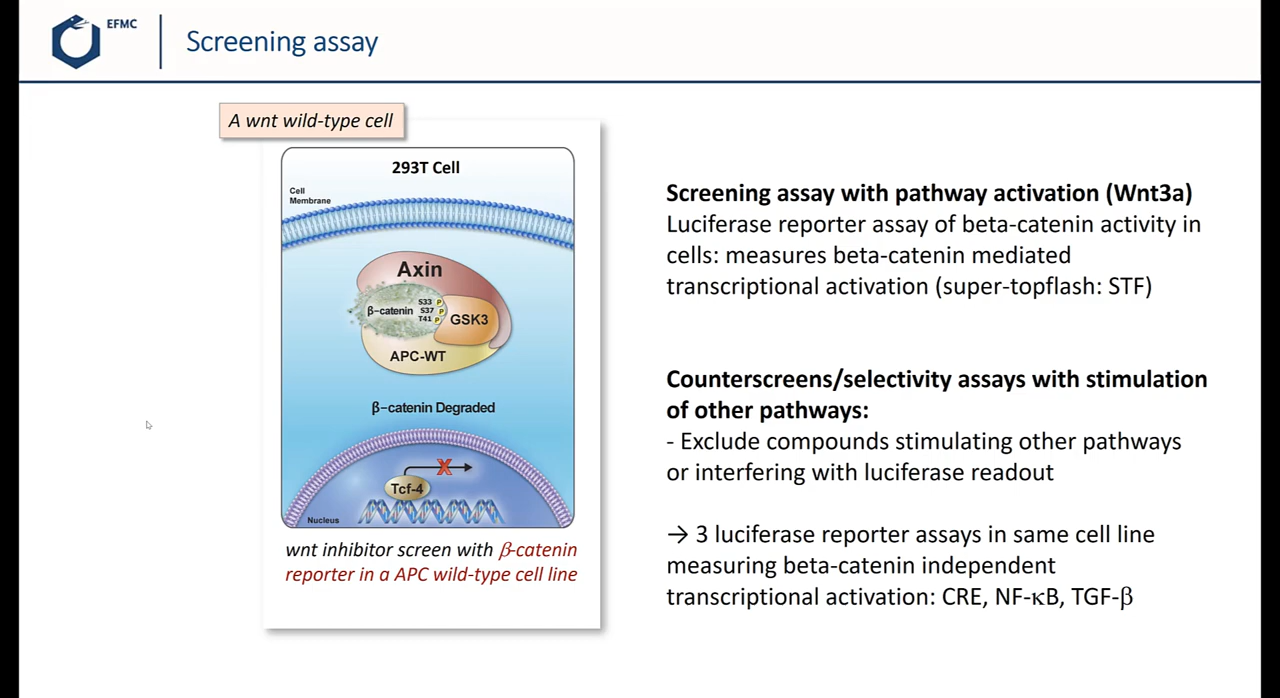 EFMC
Screening assay
A wnt wild-type cell
293T Cell
Cell
Membrane
Axin
β-catenin
S33 P
S37 P
T41 P
GSK3
APC-WT
β-catenin Degraded
Tcf-4
Nucleus
wnt inhibitor screen with β-catenin
reporter in a APC wild-type cell line
Screening assay with pathway activation (Wnt3a)
Luciferase reporter assay of beta-catenin activity in
cells: measures beta-catenin mediated
transcriptional activation (super-topflash: STF)
Counterscreens/selectivity assays with stimulation
of other pathways:
- Exclude compounds stimulating other pathways
or interfering with luciferase readout
→ 3 luciferase reporter assays in same cell line
measuring beta-catenin independent
transcriptional activation: CRE, NF-κB, TGF-β